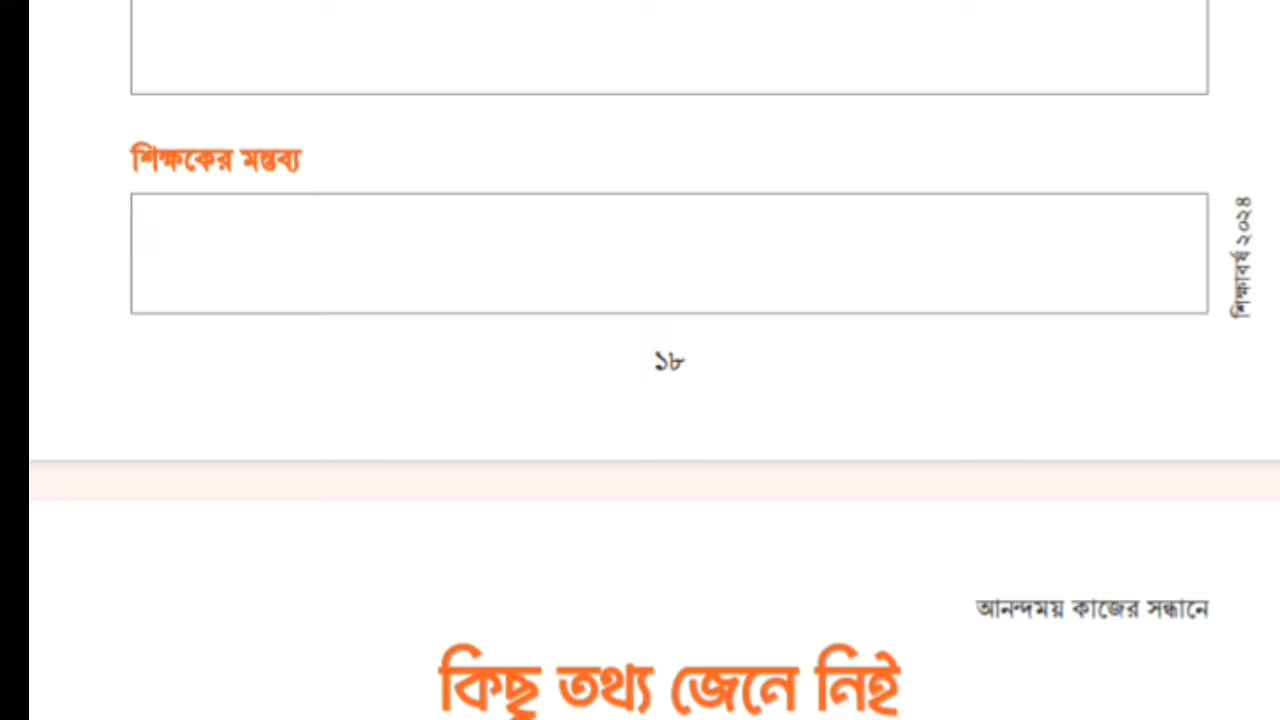 শিক্ষকের মন্তব্য
শিক্ষাবর্ষ ২০২৪
১৮
আনন্দময় কাজের সন্ধানে
কিছু তথ্য জেনে নিই